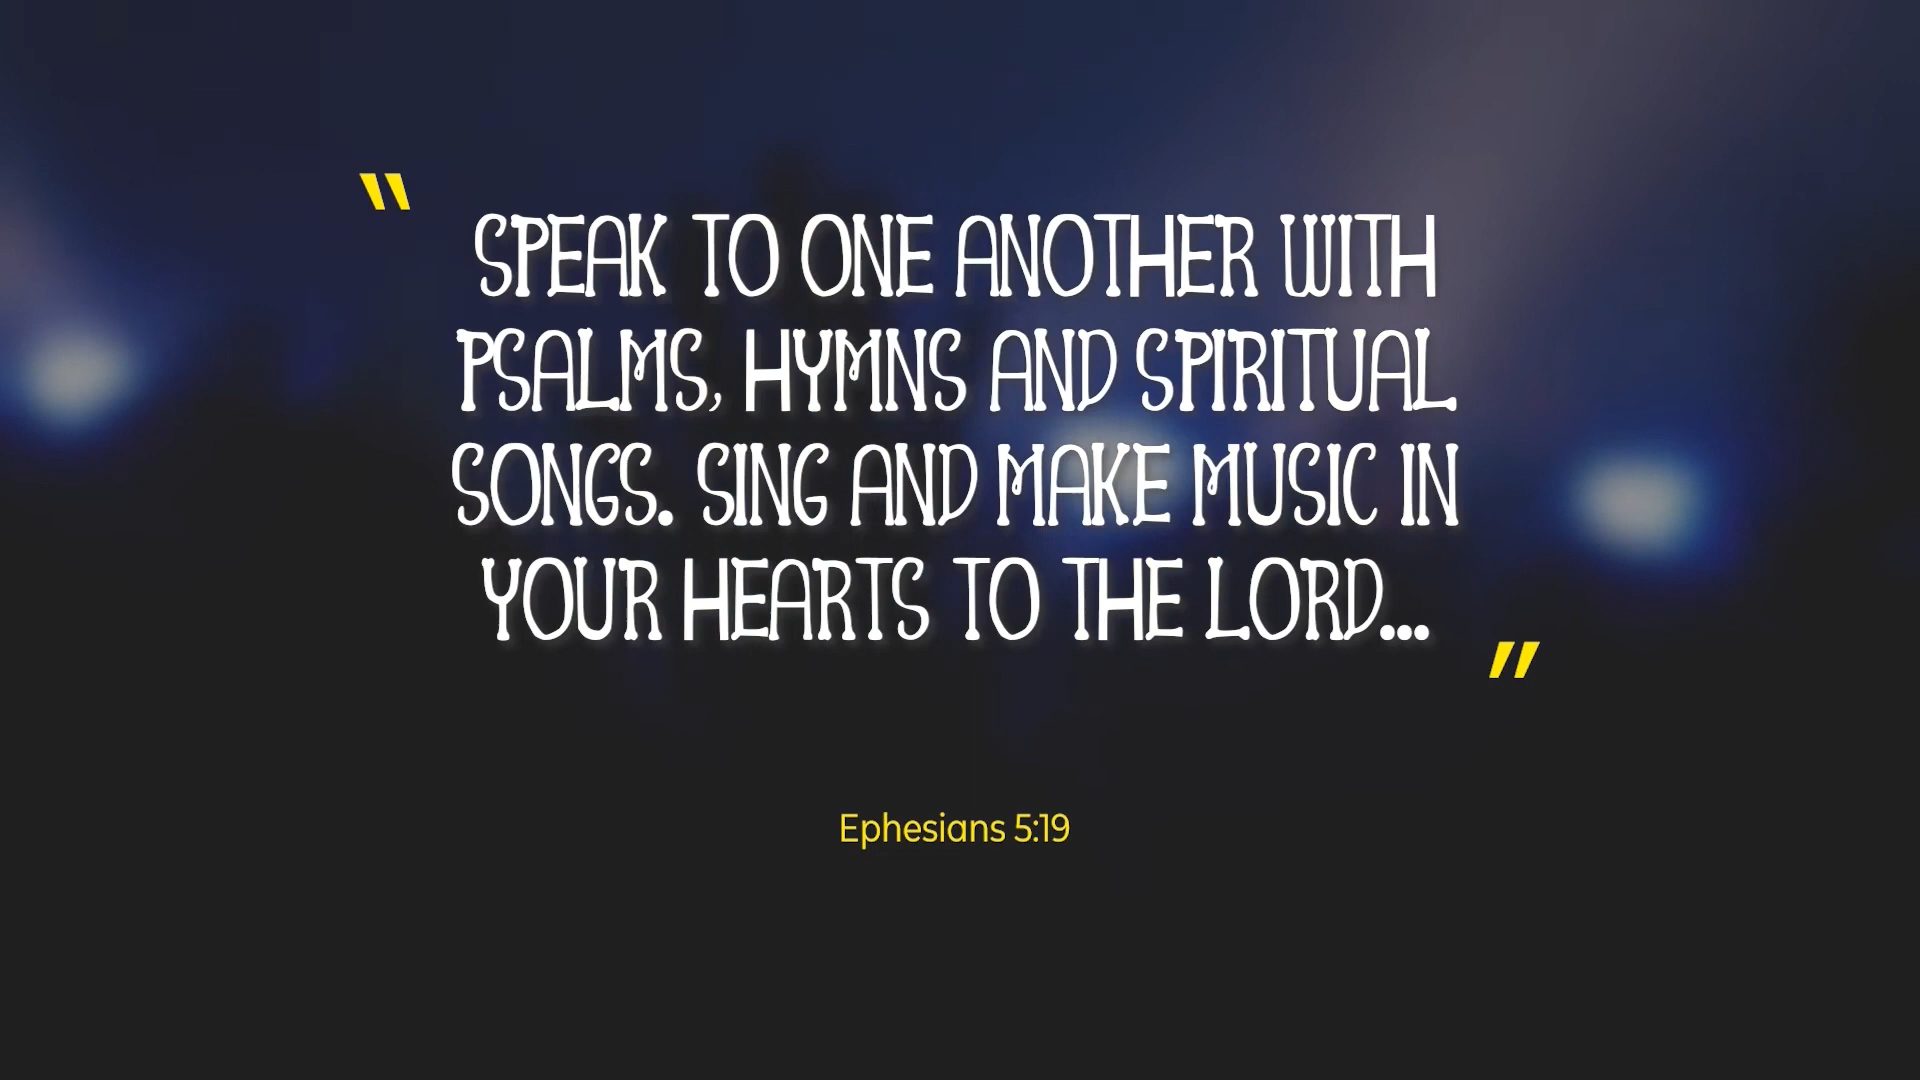 “
SPEAK TO ONE ANOTHER WITH
PSALMS, HYMNS AND SPIRITUAL
SONGS. SING AND MAKE MUSIC IN
YOUR HEARTS TO THE LORD...
”
Ephesians 5:19